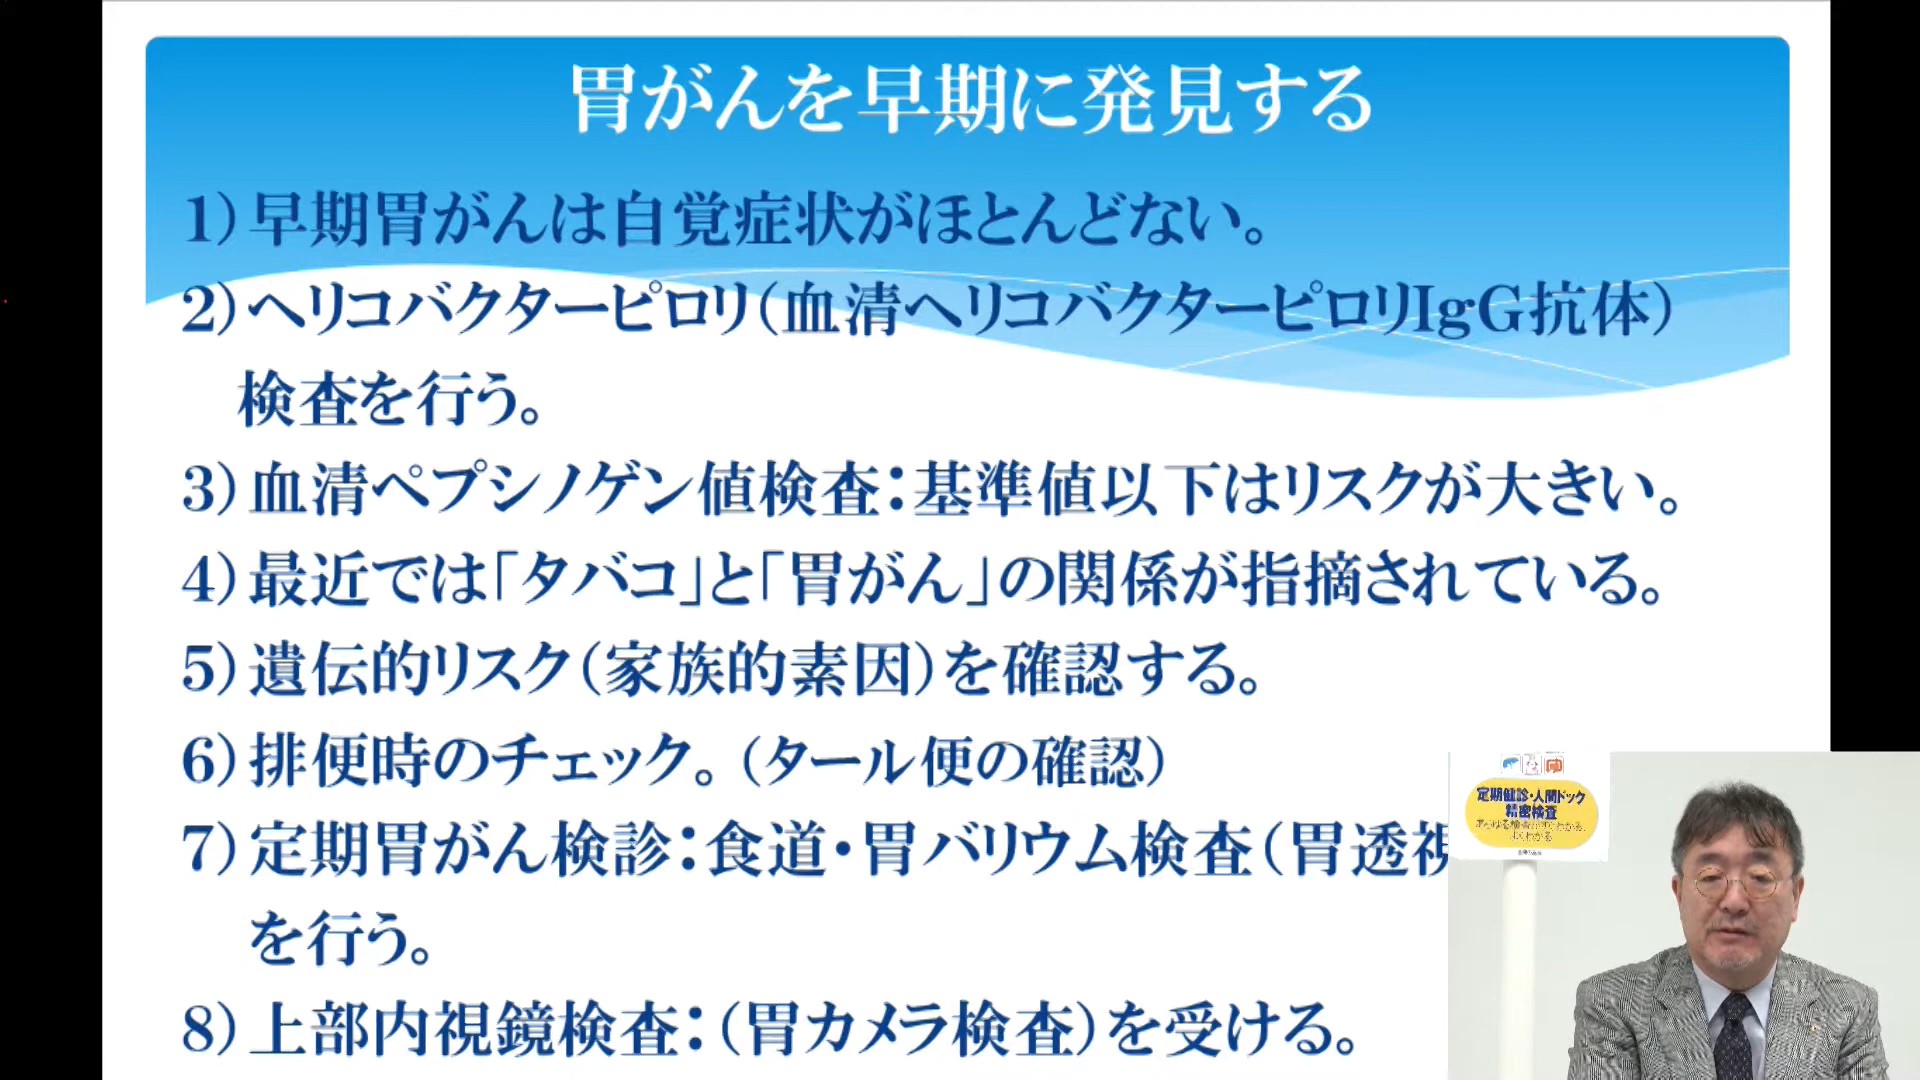 胃がんを早期に発見する
1）早期胃がんは自覚症状がほとんどない。
2）ヘリコバクターピロリ（血清ヘリコバクターピロリIgG抗体）
検査を行う。
3）血清ペプシノゲン値検査：基準値以下はリスクが大きい。
4）最近では「タバコ」と「胃がん」の関係が指摘されている。
5）遺伝的リスク（家族的素因）を確認する。
6）排便時のチェック。（タール便の確認）
7）定期胃がん検診：食道・胃バリウム検査（胃透視
を行う。
8）上部内視鏡検査：（胃カメラ検査）を受ける。
定期健診・人間ドック
精密検査